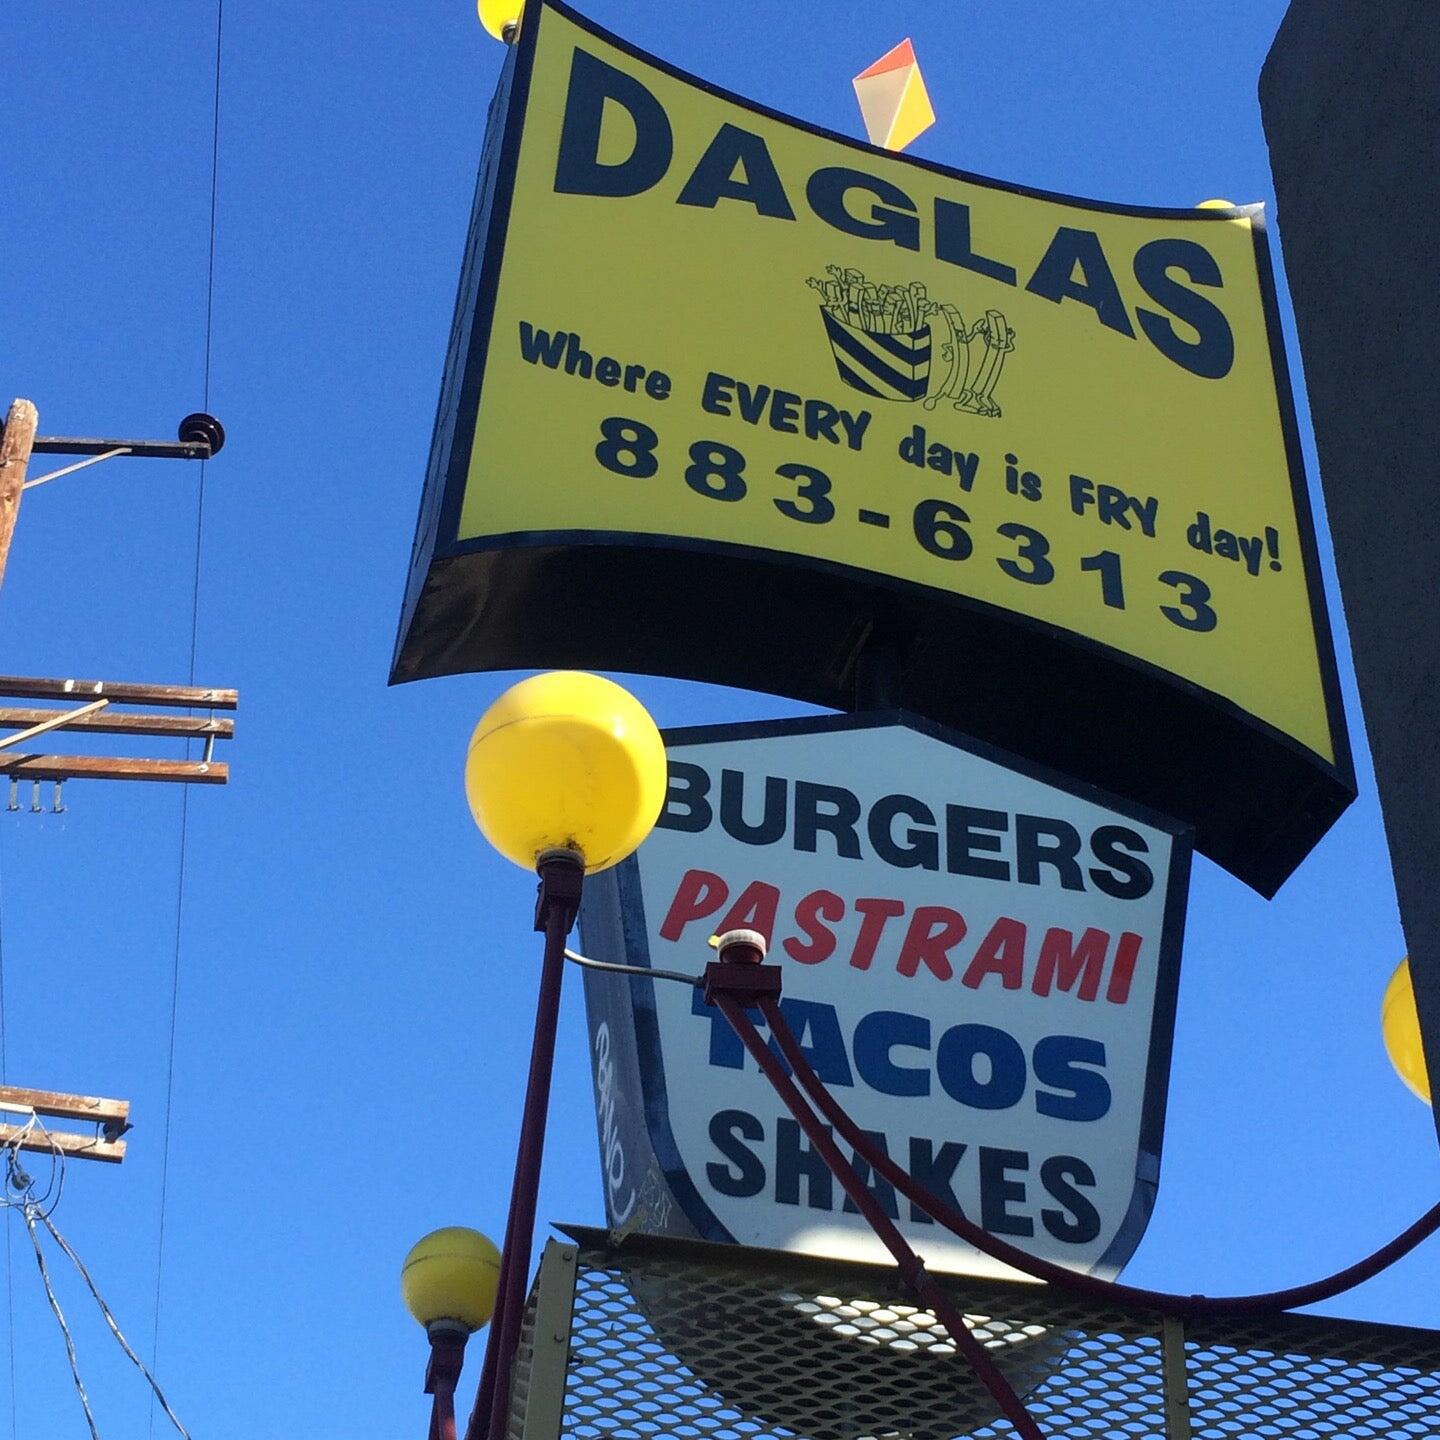 DAGLAS
Where EVERY day is FRY day!
883-6313
BURGERS
PASTRAMI
TACOS
SHAKES